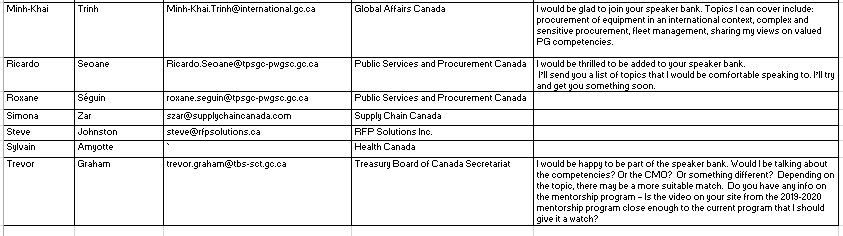 Minh-Khai Trinh Minh-Khai.Trinh@international.gc.ca Global Affairs Canada I would be glad to join your speaker bank. Topics I can cover include:
procurement of equipment in an international context, complex and
sensitive procurement, fleet management, sharing my views on valued
PG competencies.
Ricardo Seoane Ricardo.Seoane@tpsgc-pwgsc.gc.ca Public Services and Procurement Canada I would be thrilled to be added to your speaker bank.
I'll send you a list of topics that I would be comfortable speaking to. I'll try
and get you something soon.
Roxane Séguin roxane.seguin@tpsgc-pwgsc.gc.ca Public Services and Procurement Canada
Simona Zar szar@supplychaincanada.com Supply Chain Canada
Steve Johnston steve@rfpsolutions.ca RFP Solutions Inc.
Sylvain Amyotte ` Health Canada
Trevor Graham trevor.graham@tbs-sct.gc.ca Treasury Board of Canada Secretariat I would be happy to be part of the speaker bank. Would I be talking about
the competencies? Or the CMO? Or something different? Depending on
the topic, there may be a more suitable match. Do you have any info on
the mentorship program – Is the video on your site from the 2019-2020
mentorship program close enough to the current program that I should
give it a watch?